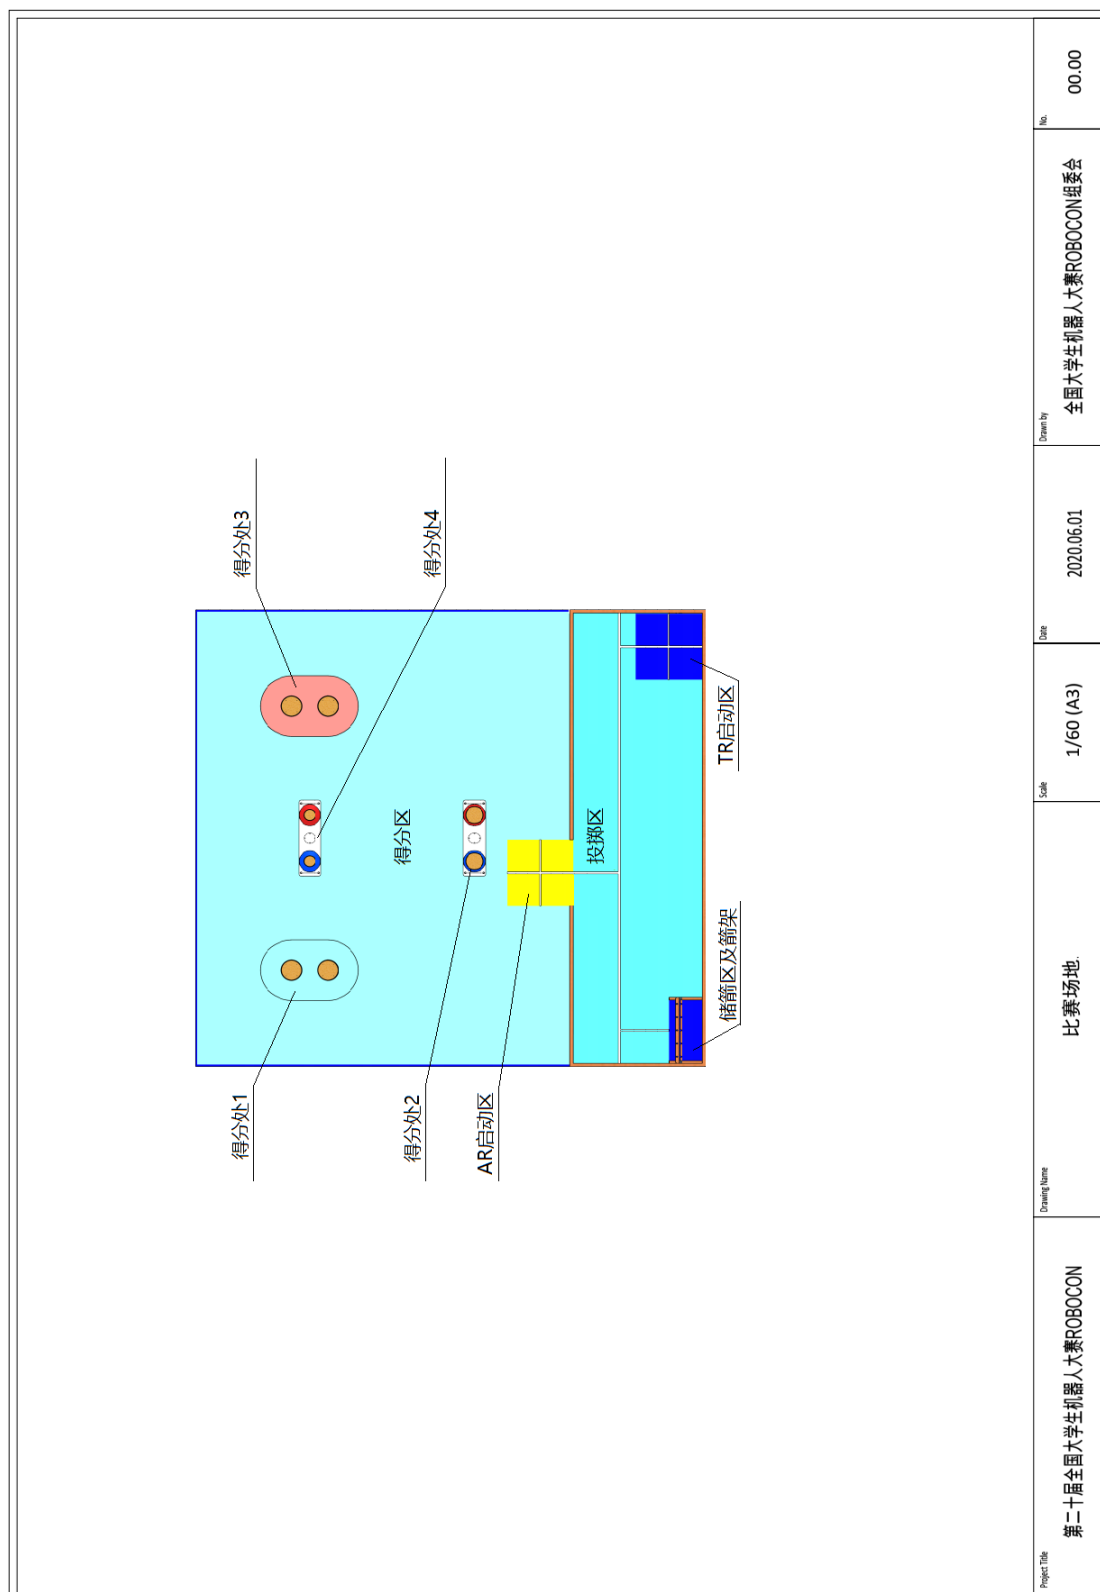 得分处1
得分处2
AR启动区
储箭区及箭架
得分区
投掷区
得分处3
得分处4
TR启动区
Project Title
第二十届全国大学生机器人大赛ROBOCON
Drawing Name
比赛场地.
Scale
1/60 (A3)
Date
2020.06.01
Drawn by
全国大学生机器人大赛ROBOCON组委会
No.
00.00